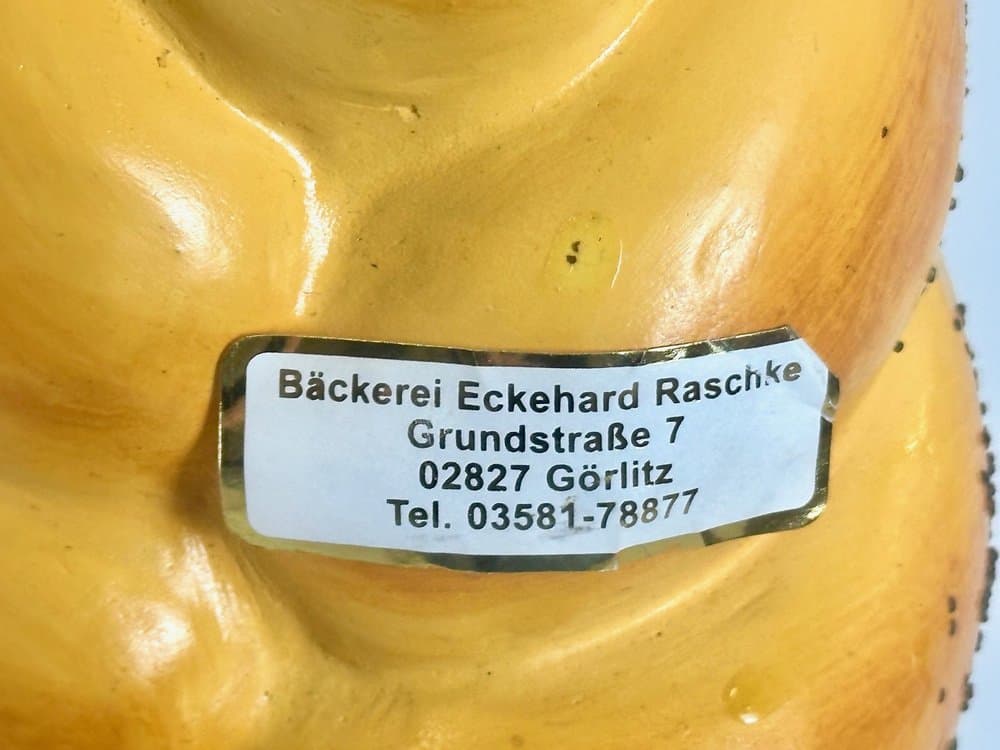 Bäckerei Eckehard Raschke
Grundstraße 7
02827 Görlitz
Tel. 03581-78877